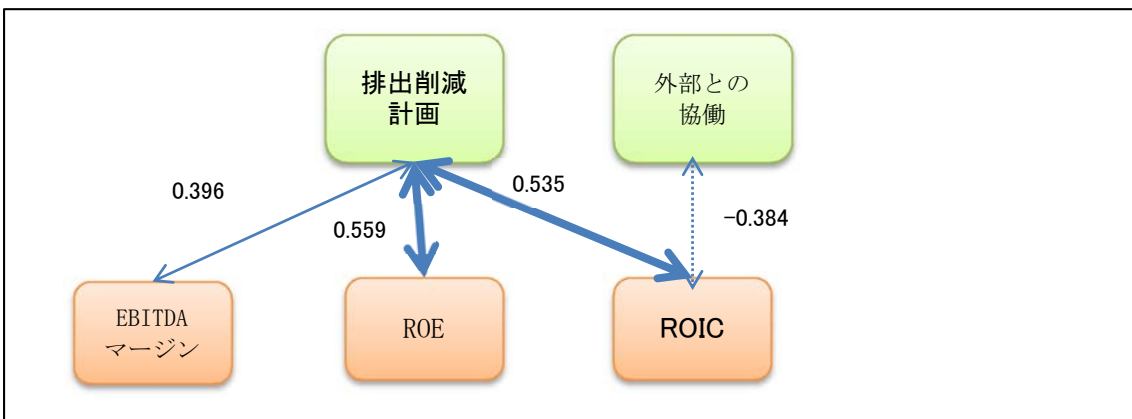 排出削減
計画
外部との
協働
0.396
0.559
0.535
-0.384
EBITDA
マージン
ROE
ROIC